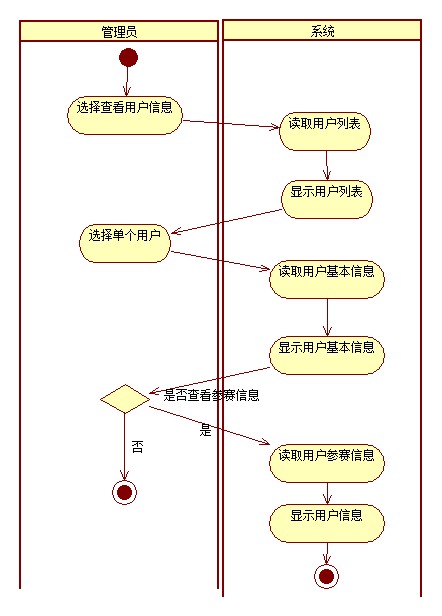 管理员
系统
选择查看用户信息
读取用户列表
显示用户列表
选择单个用户
读取用户基本信息
显示用户基本信息
是否查看参赛信息
是
否
读取用户参赛信息
显示用户信息